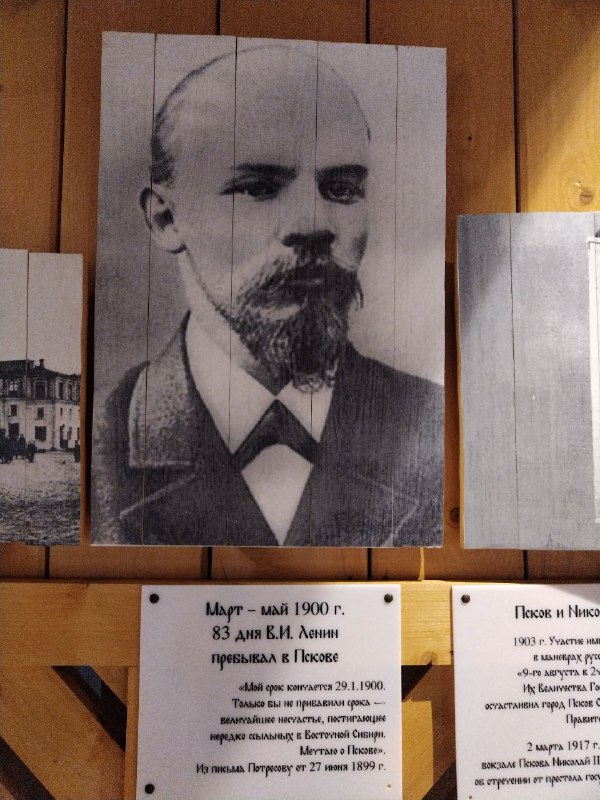 Март – май 1900 г.
83 дня В.И. Ленин
пребывал в Пскове
«Мой срок кончается 29.1.1900.
Только бы не прибавили срока —
величайшее несчастье, постигающее
нередко ссыльных в Восточной Сибири.
Мечтаю о Пскове».
Из письма Потресову от 27 июня 1899 г.
Псков и Нико
1903 г. Участие им
в маневрах рус
«9-го августа в 2ч
Их Величества Го
осчастливил город Псков С
Правит
2 марта 1917 г.
вокзале Пскова Николай II
об отречении от престола госу